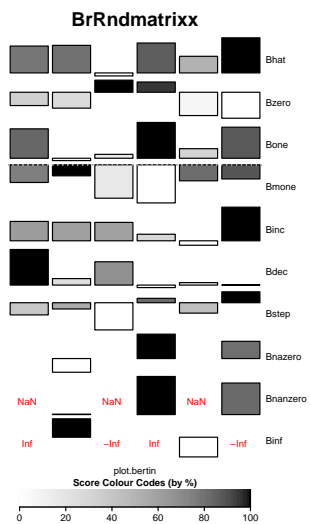 BrRndmatrixx
Bhat
Bzero
Bone
Bmone
Binc
Bdec
Bstep
Bnazero
NaN −NaN NaN Bnanzero
Inf −Inf Inf −Inf Binf
plot.bertin
Score Colour Codes (by %)
0 20 40 60 80 100